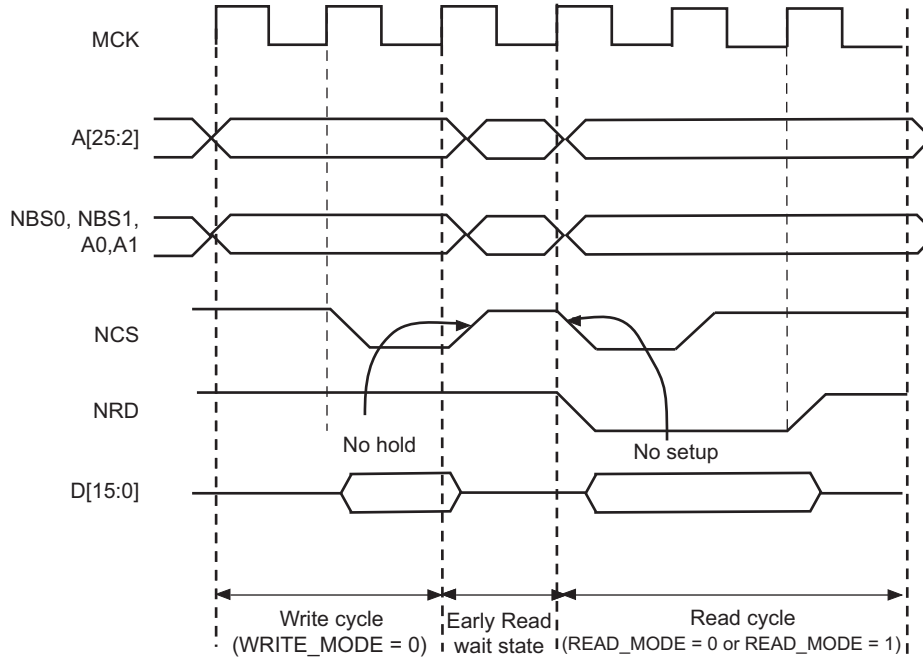 MCK
A[25:2]
NBS0, NBS1,
A0,A1
NCS
NRD
No hold
No setup
D[15:0]
Write cycle
(WRITE_MODE = 0)
Early Read
wait state
Read cycle
(READ_MODE = 0 or READ_MODE = 1)